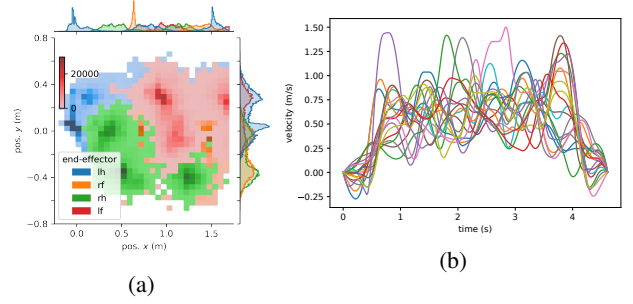 0.8
0.4
0.0
−0.4
−0.8
pos. y (m)
20000
0
end-effector
lh
rf
rh
lf
0.0
0.5
1.0
1.5
pos. x (m)
(a)
1.50
1.25
1.00
0.75
0.50
0.25
0.00
−0.25
velocity (m/s)
0
1
2
3
4
time (s)
(b)